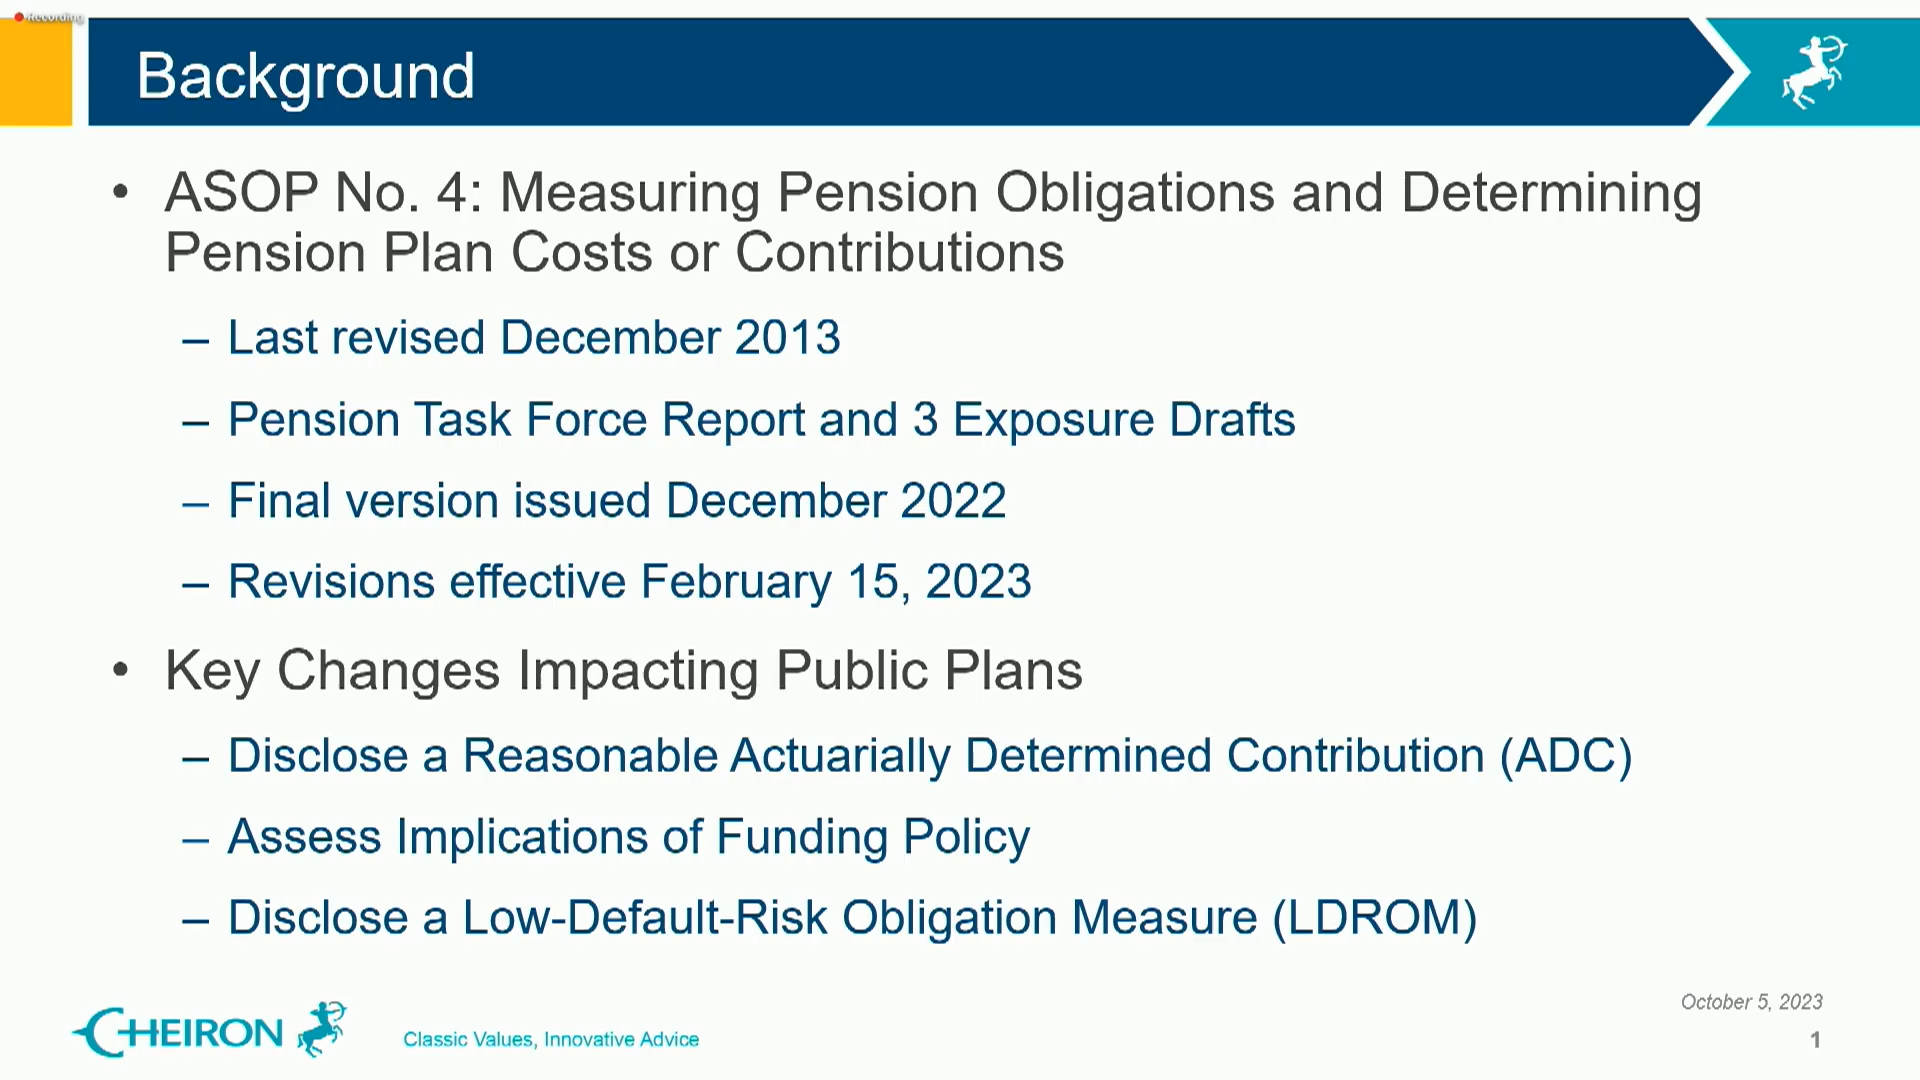 Recording
Background
• ASOP No. 4: Measuring Pension Obligations and Determining
Pension Plan Costs or Contributions
– Last revised December 2013
– Pension Task Force Report and 3 Exposure Drafts
– Final version issued December 2022
– Revisions effective February 15, 2023
• Key Changes Impacting Public Plans
– Disclose a Reasonable Actuarially Determined Contribution (ADC)
– Assess Implications of Funding Policy
– Disclose a Low-Default-Risk Obligation Measure (LDROM)
October 5, 2023
CHEIRON
Classic Values, Innovative Advice
1